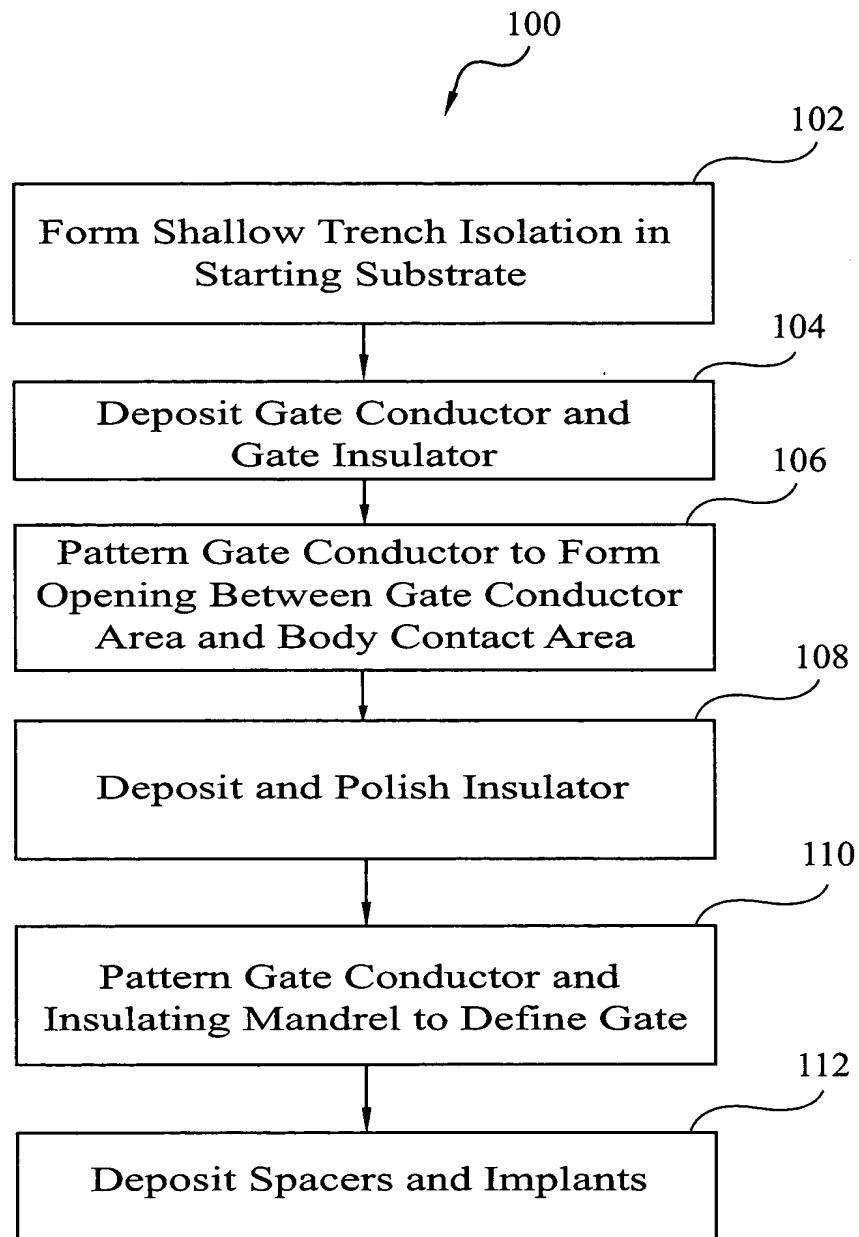 100
102
Form Shallow Trench Isolation in
Starting Substrate
104
Deposit Gate Conductor and
Gate Insulator
106
Pattern Gate Conductor to Form
Opening Between Gate Conductor
Area and Body Contact Area
108
Deposit and Polish Insulator
110
Pattern Gate Conductor and
Insulating Mandrel to Define Gate
112
Deposit Spacers and Implants